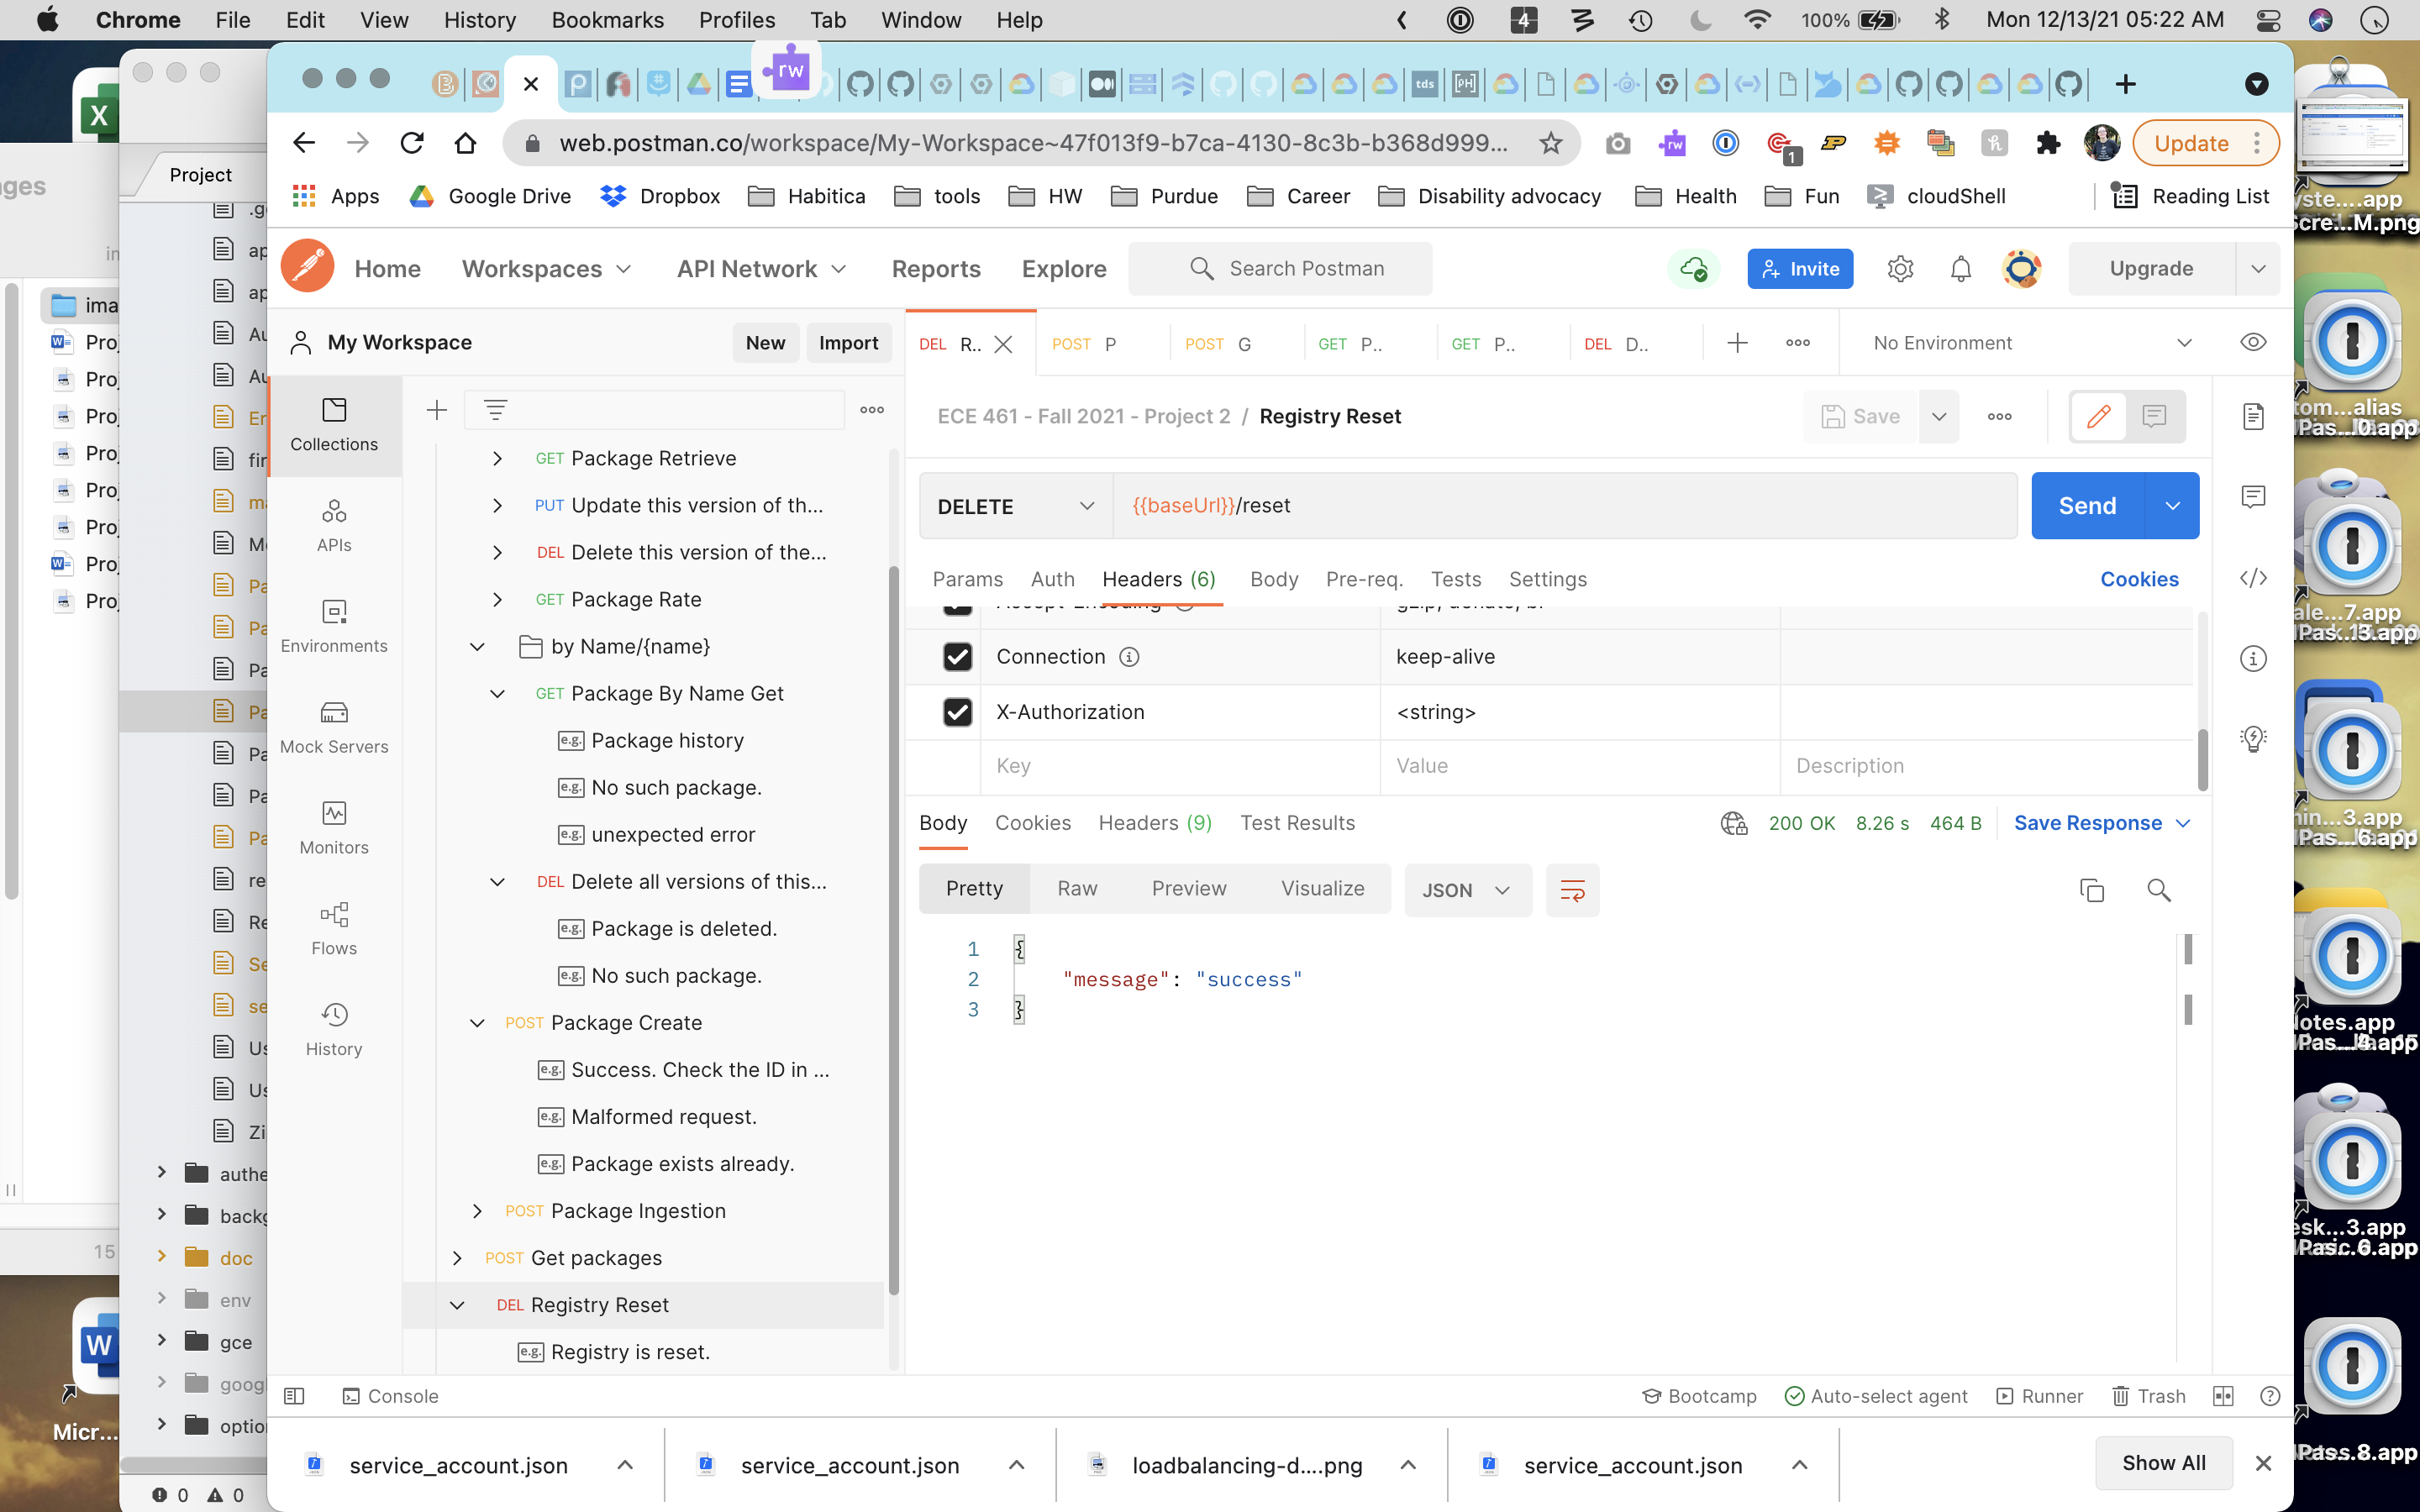 Chrome File Edit View History Bookmarks Profiles Tab Window Help
4
100%
Mon 12/13/21 05:22 AM
rw
tds
web.postman.co/workspace/My-Workspace~47f013f9-b7ca-4130-8c3b-b368d999...
rw
1
Update
Apps Google Drive Dropbox Habitica tools HW Purdue Career Disability advocacy Health Fun cloudShell Reading List
Home Workspaces API Network Reports Explore Search Postman Invite Upgrade
My Workspace New Import
DEL R.. POST P POST G GET P.. GET P.. DEL D.. No Environment
Collections
APIs
Environments
Mock Servers
Monitors
Flows
History
GET Package Retrieve
PUT Update this version of th...
DEL Delete this version of the...
GET Package Rate
by Name/{name}
GET Package By Name Get
e.g. Package history
e.g. No such package.
e.g. unexpected error
DEL Delete all versions of this...
e.g. Package is deleted.
e.g. No such package.
POST Package Create
e.g. Success. Check the ID in ...
e.g. Malformed request.
e.g. Package exists already.
POST Package Ingestion
POST Get packages
DEL Registry Reset
e.g. Registry is reset.
ECE 461 - Fall 2021 - Project 2 / Registry Reset
Save
DELETE {{baseUrl}}/reset Send
Params Auth Headers (6) Body Pre-req. Tests Settings Cookies
Connection keep-alive
X-Authorization <string>
Key Value Description
Body Cookies Headers (9) Test Results 200 OK 8.26 s 464 B Save Response
Pretty Raw Preview Visualize JSON
1 {
2 "message": "success"
3 }
Console Bootcamp Auto-select agent Runner Trash
service_account.json service_account.json loadbalancing-d....png service_account.json Show All
Project
doc
env
gce
0 0
15
X
W
Micr...